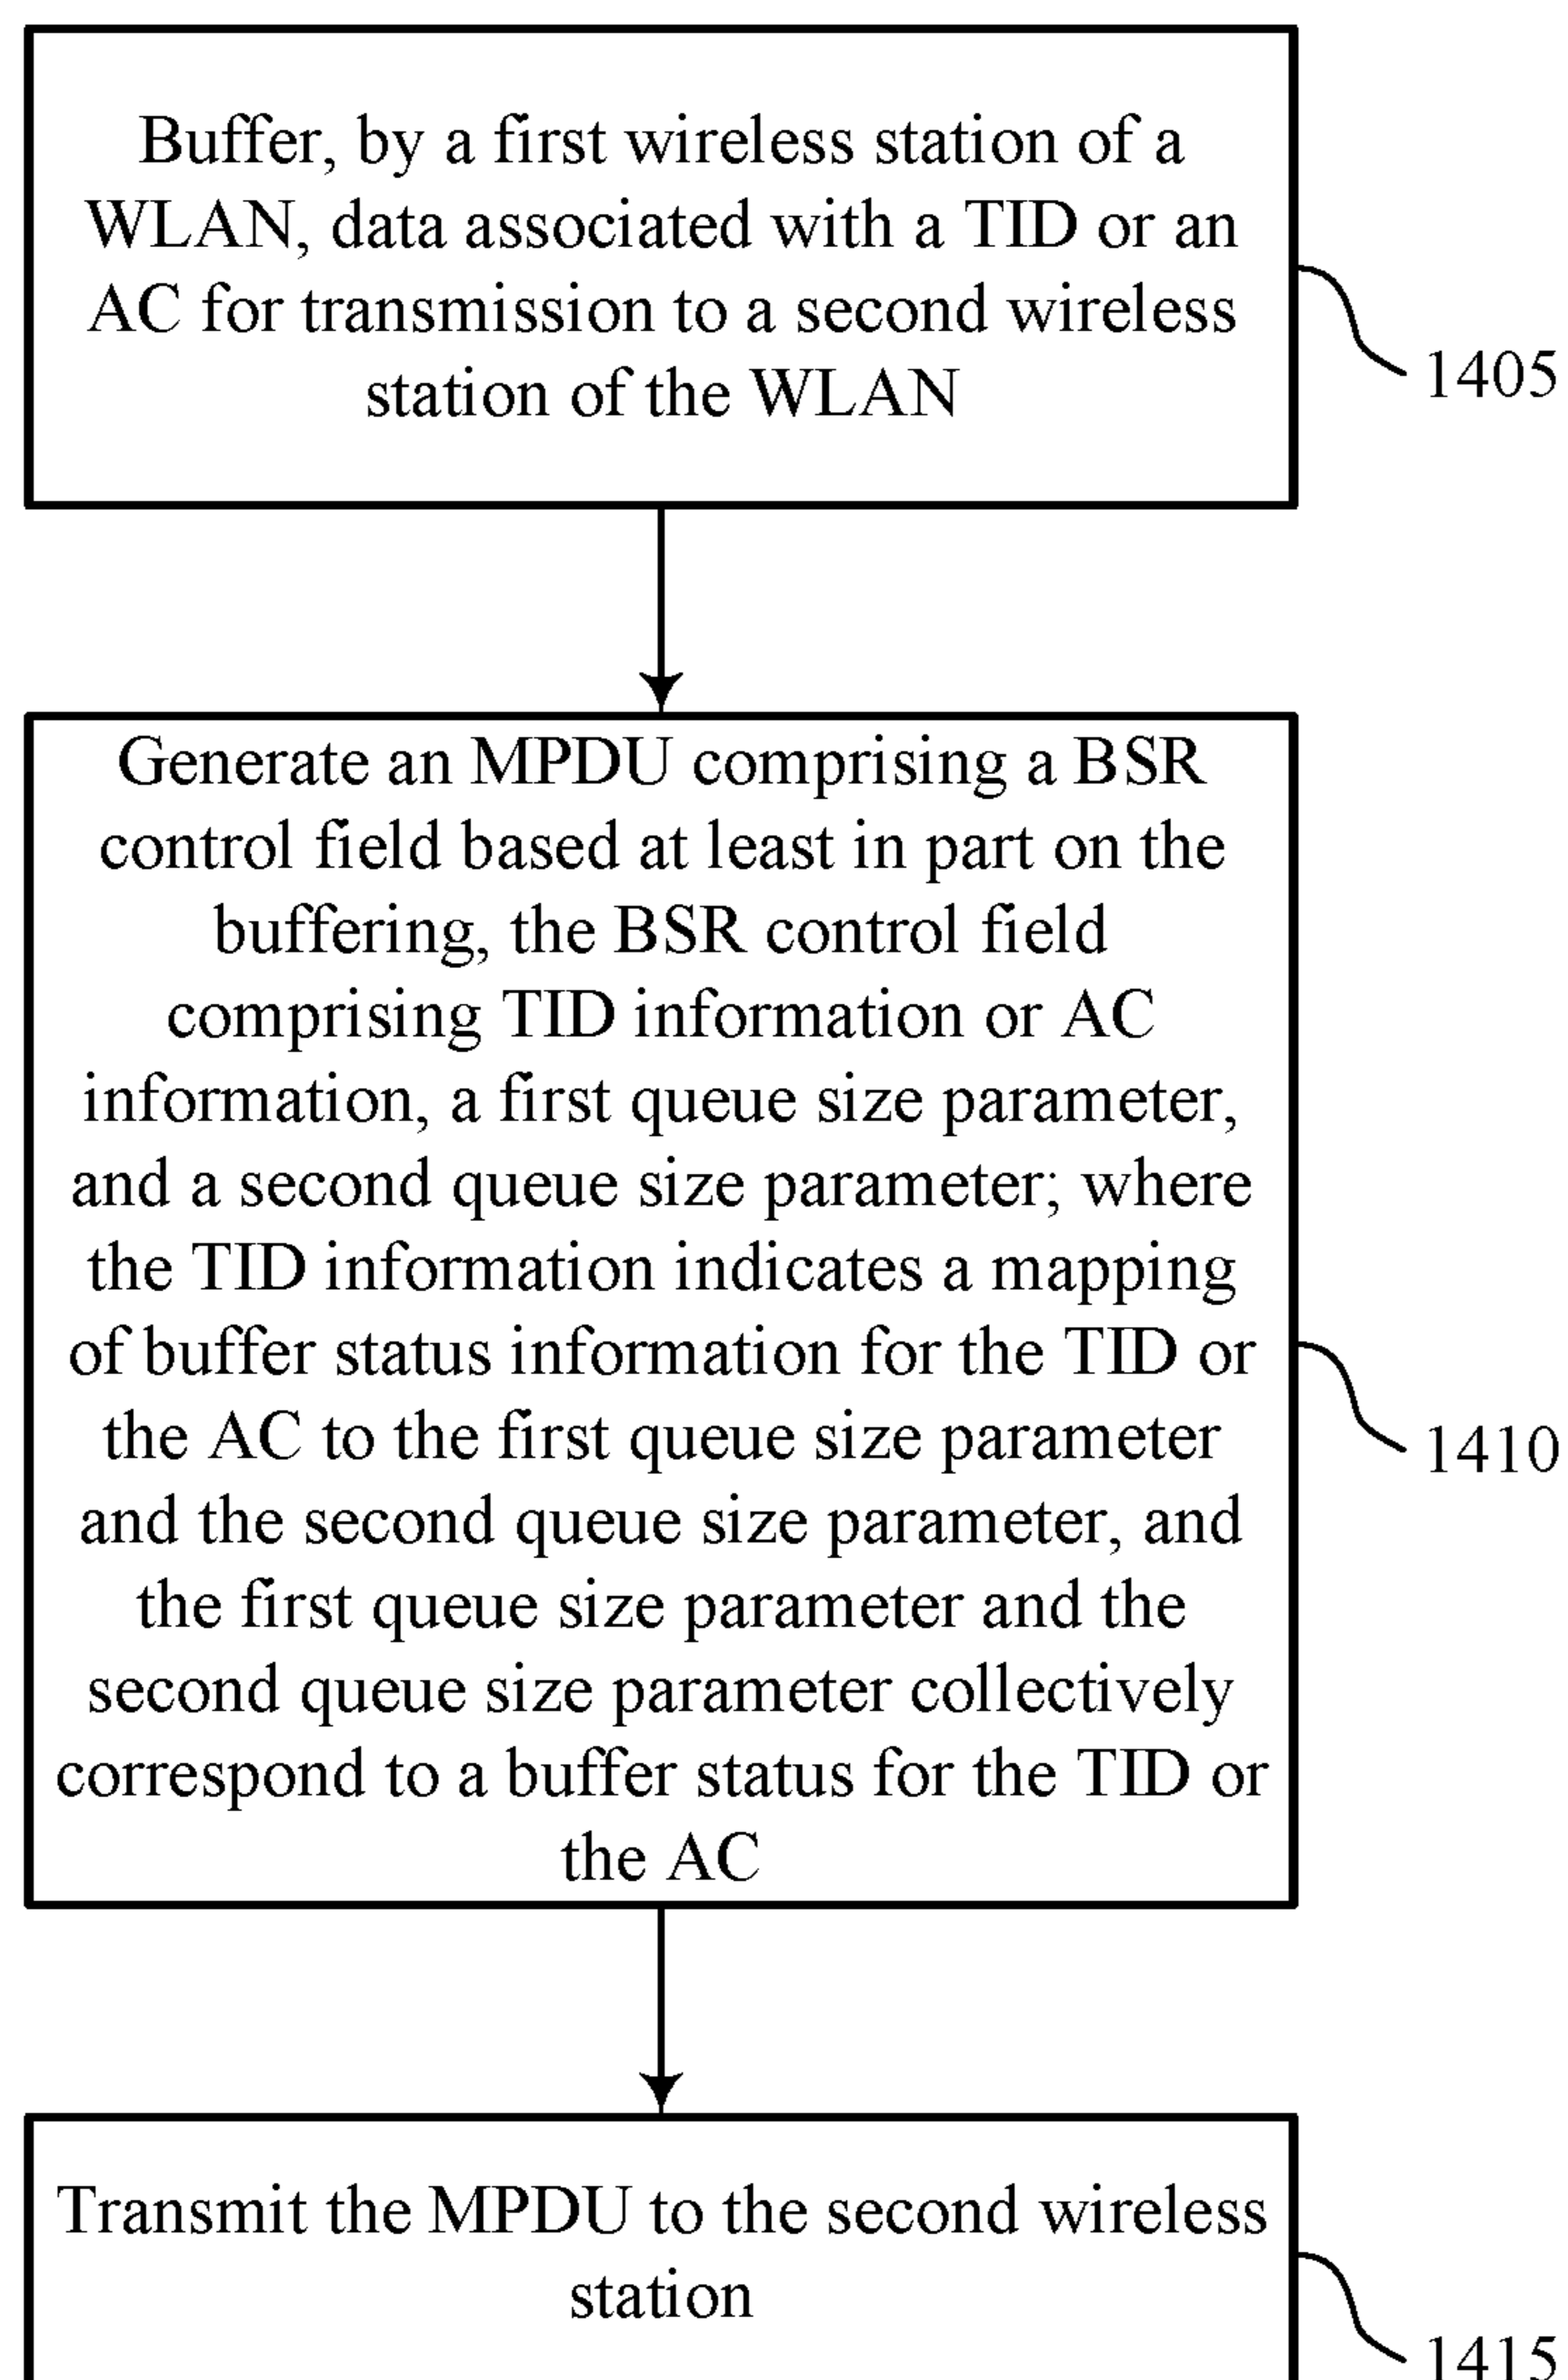 Buffer, by a first wireless station of a
WLAN, data associated with a TID or an
AC for transmission to a second wireless
station of the WLAN
1405
Generate an MPDU comprising a BSR
control field based at least in part on the
buffering, the BSR control field
comprising TID information or AC
information, a first queue size parameter,
and a second queue size parameter; where
the TID information indicates a mapping
of buffer status information for the TID or
the AC to the first queue size parameter
and the second queue size parameter, and
the first queue size parameter and the
second queue size parameter collectively
correspond to a buffer status for the TID or
the AC
1410
Transmit the MPDU to the second wireless
station
1415